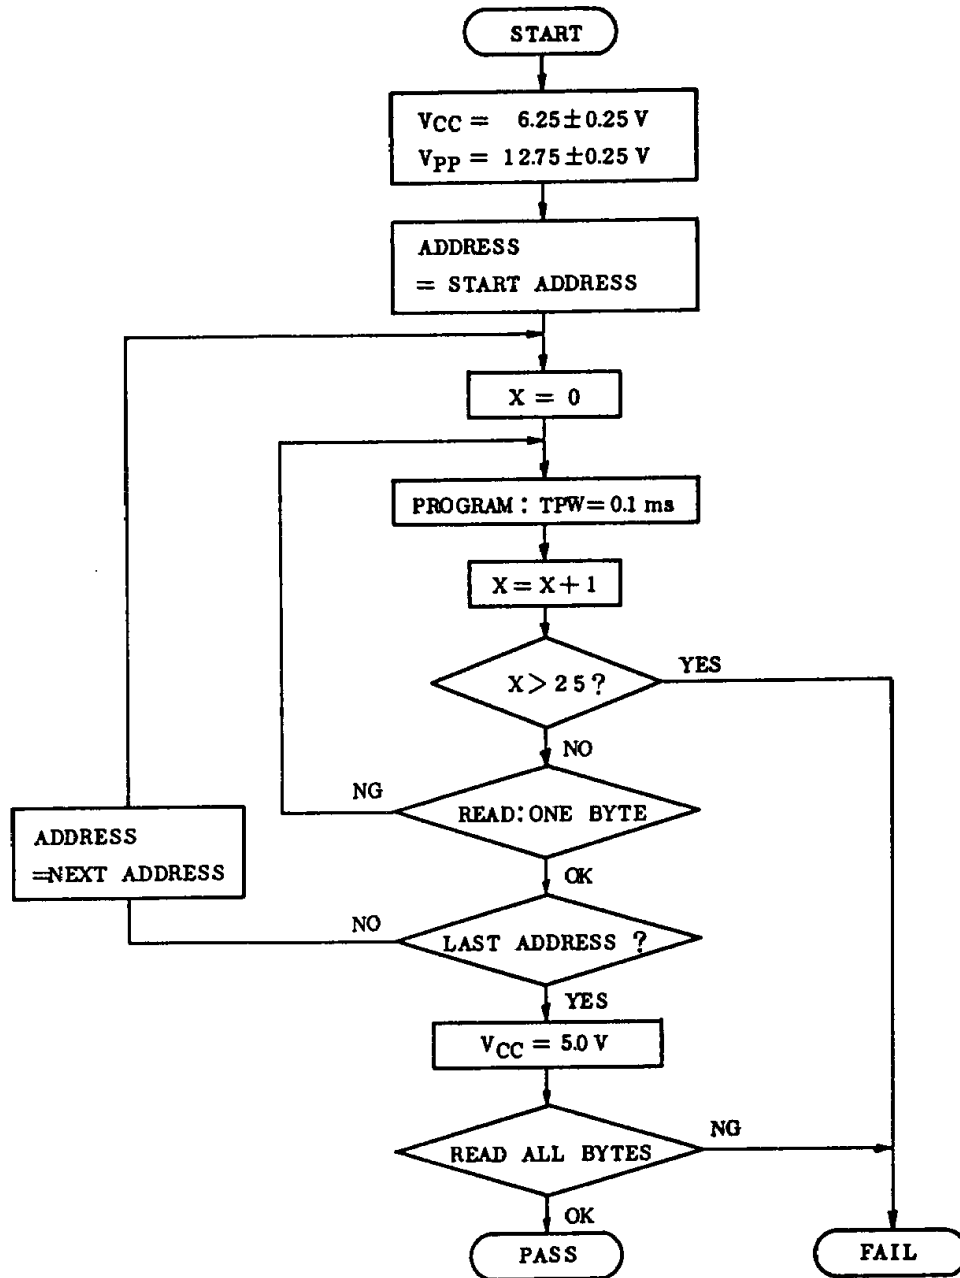 START
VCC = 6.25±0.25 V
VPP = 12.75±0.25 V
ADDRESS
= START ADDRESS
X = 0
PROGRAM: TPW=0.1 ms
X=X+1
X>25?
YES
NO
READ:ONE BYTE
NG
OK
ADDRESS
=NEXT ADDRESS
LAST ADDRESS ?
NO
YES
VCC = 5.0 V
READ ALL BYTES
NG
OK
PASS
FAIL